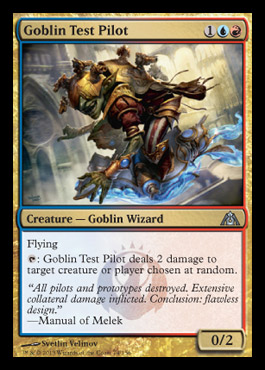 Goblin Test Pilot 1
Creature — Goblin Wizard
Flying
: Goblin Test Pilot deals 2 damage to
target creature or player chosen at random.
“All pilots and prototypes destroyed. Extensive
collateral damage inflicted. Conclusion: flawless
design.”
—Manual of Melek
0/2
Svetlin Velinov